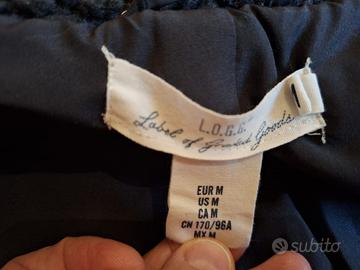 L.O.G.G.
Label of Graded Goods
EUR M
US M
CA M
CN 170/96A
MX M
subito